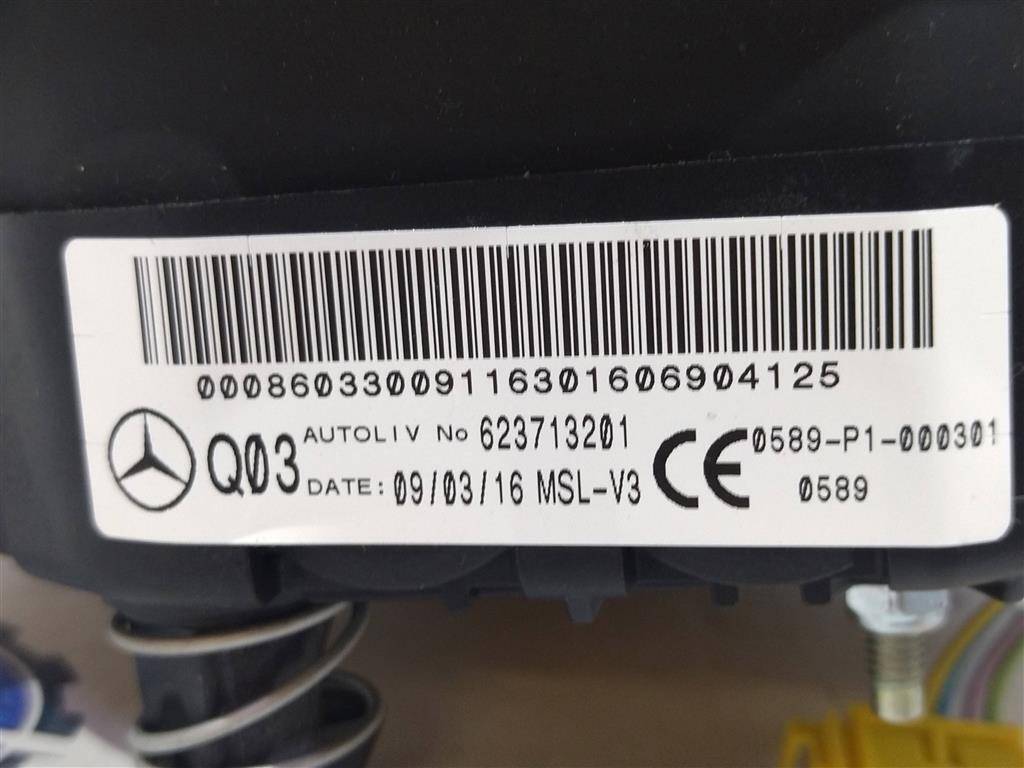 00086033009116301606904125
Q03 AUTOLIV No 623713201
DATE: 09/03/16 MSL-V3
CE 0589-P1-000301
0589